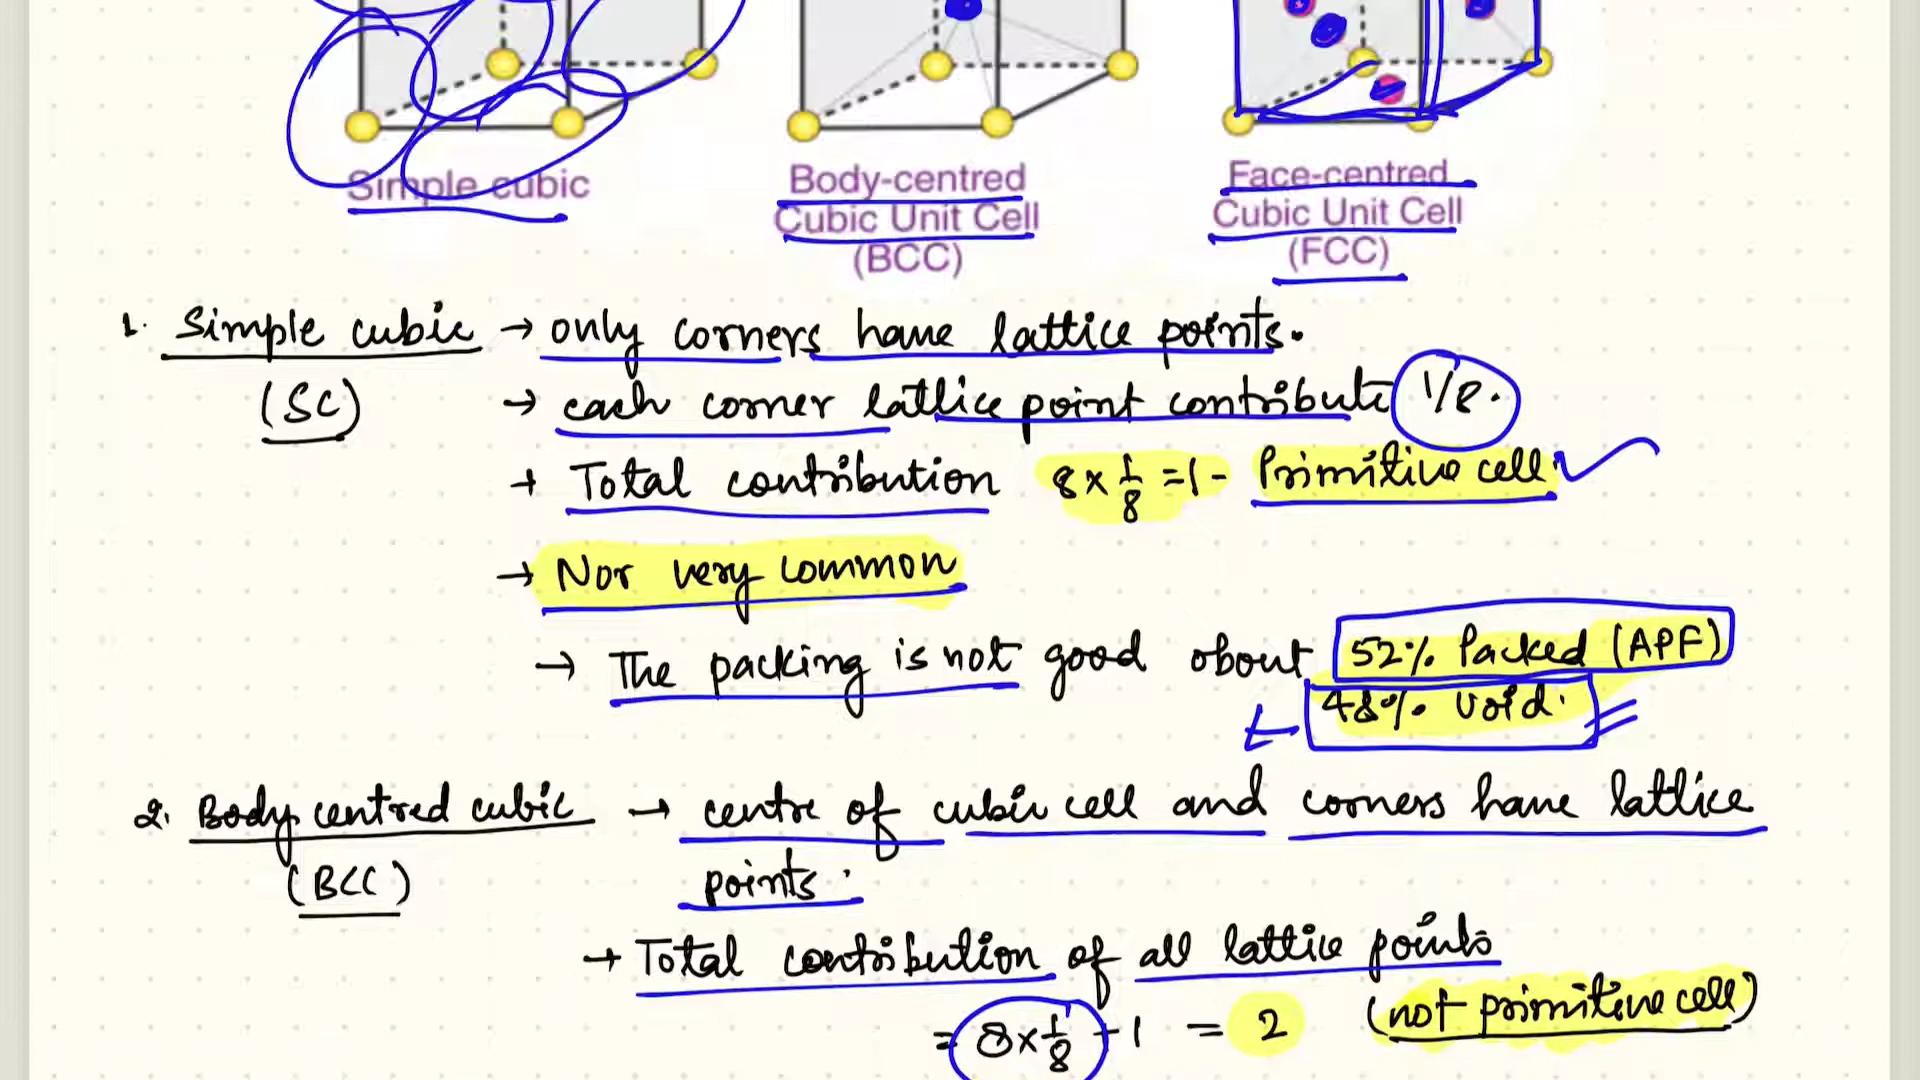 Simple cubic
Body-centred
Cubic Unit Cell
(BCC)
Face-centred
Cubic Unit Cell
(FCC)
1. Simple cubic → only corners have lattice points.
(SC) → each corner lattice point contribute 1/8.
→ Total contribution 8 × 1/8 = 1 - Primitive cell
→ Nor very common
→ The packing is not good about 52% Packed (APF)
48% void.
2. Body centred cubic → centre of cubic cell and corners have lattice
(BCC) points.
→ Total contribution of all lattice points
= 8 × 1/8 + 1 = 2 (not primitive cell)